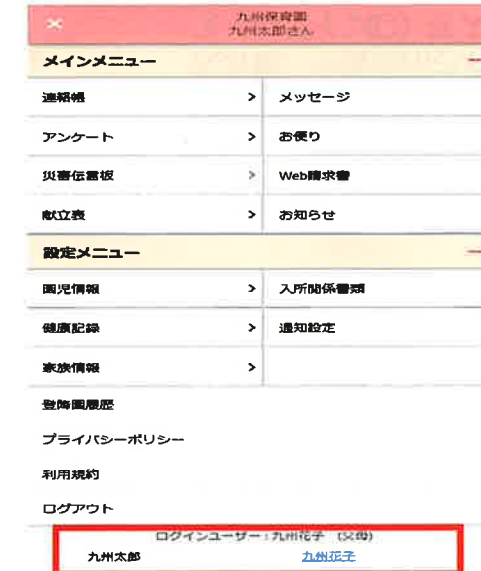 九州保育園
九州太郎さん
メインメニュー
連絡帳 > メッセージ
アンケート > お便り
災害伝言板 > Web請求書
献立表 > お知らせ
設定メニュー
園児情報 > 入所関係書類
健康記録 > 通知設定
家族情報 >
登降園履歴
プライバシーポリシー
利用規約
ログアウト
ログインユーザー:九州花子 (父母)
九州太郎 九州花子